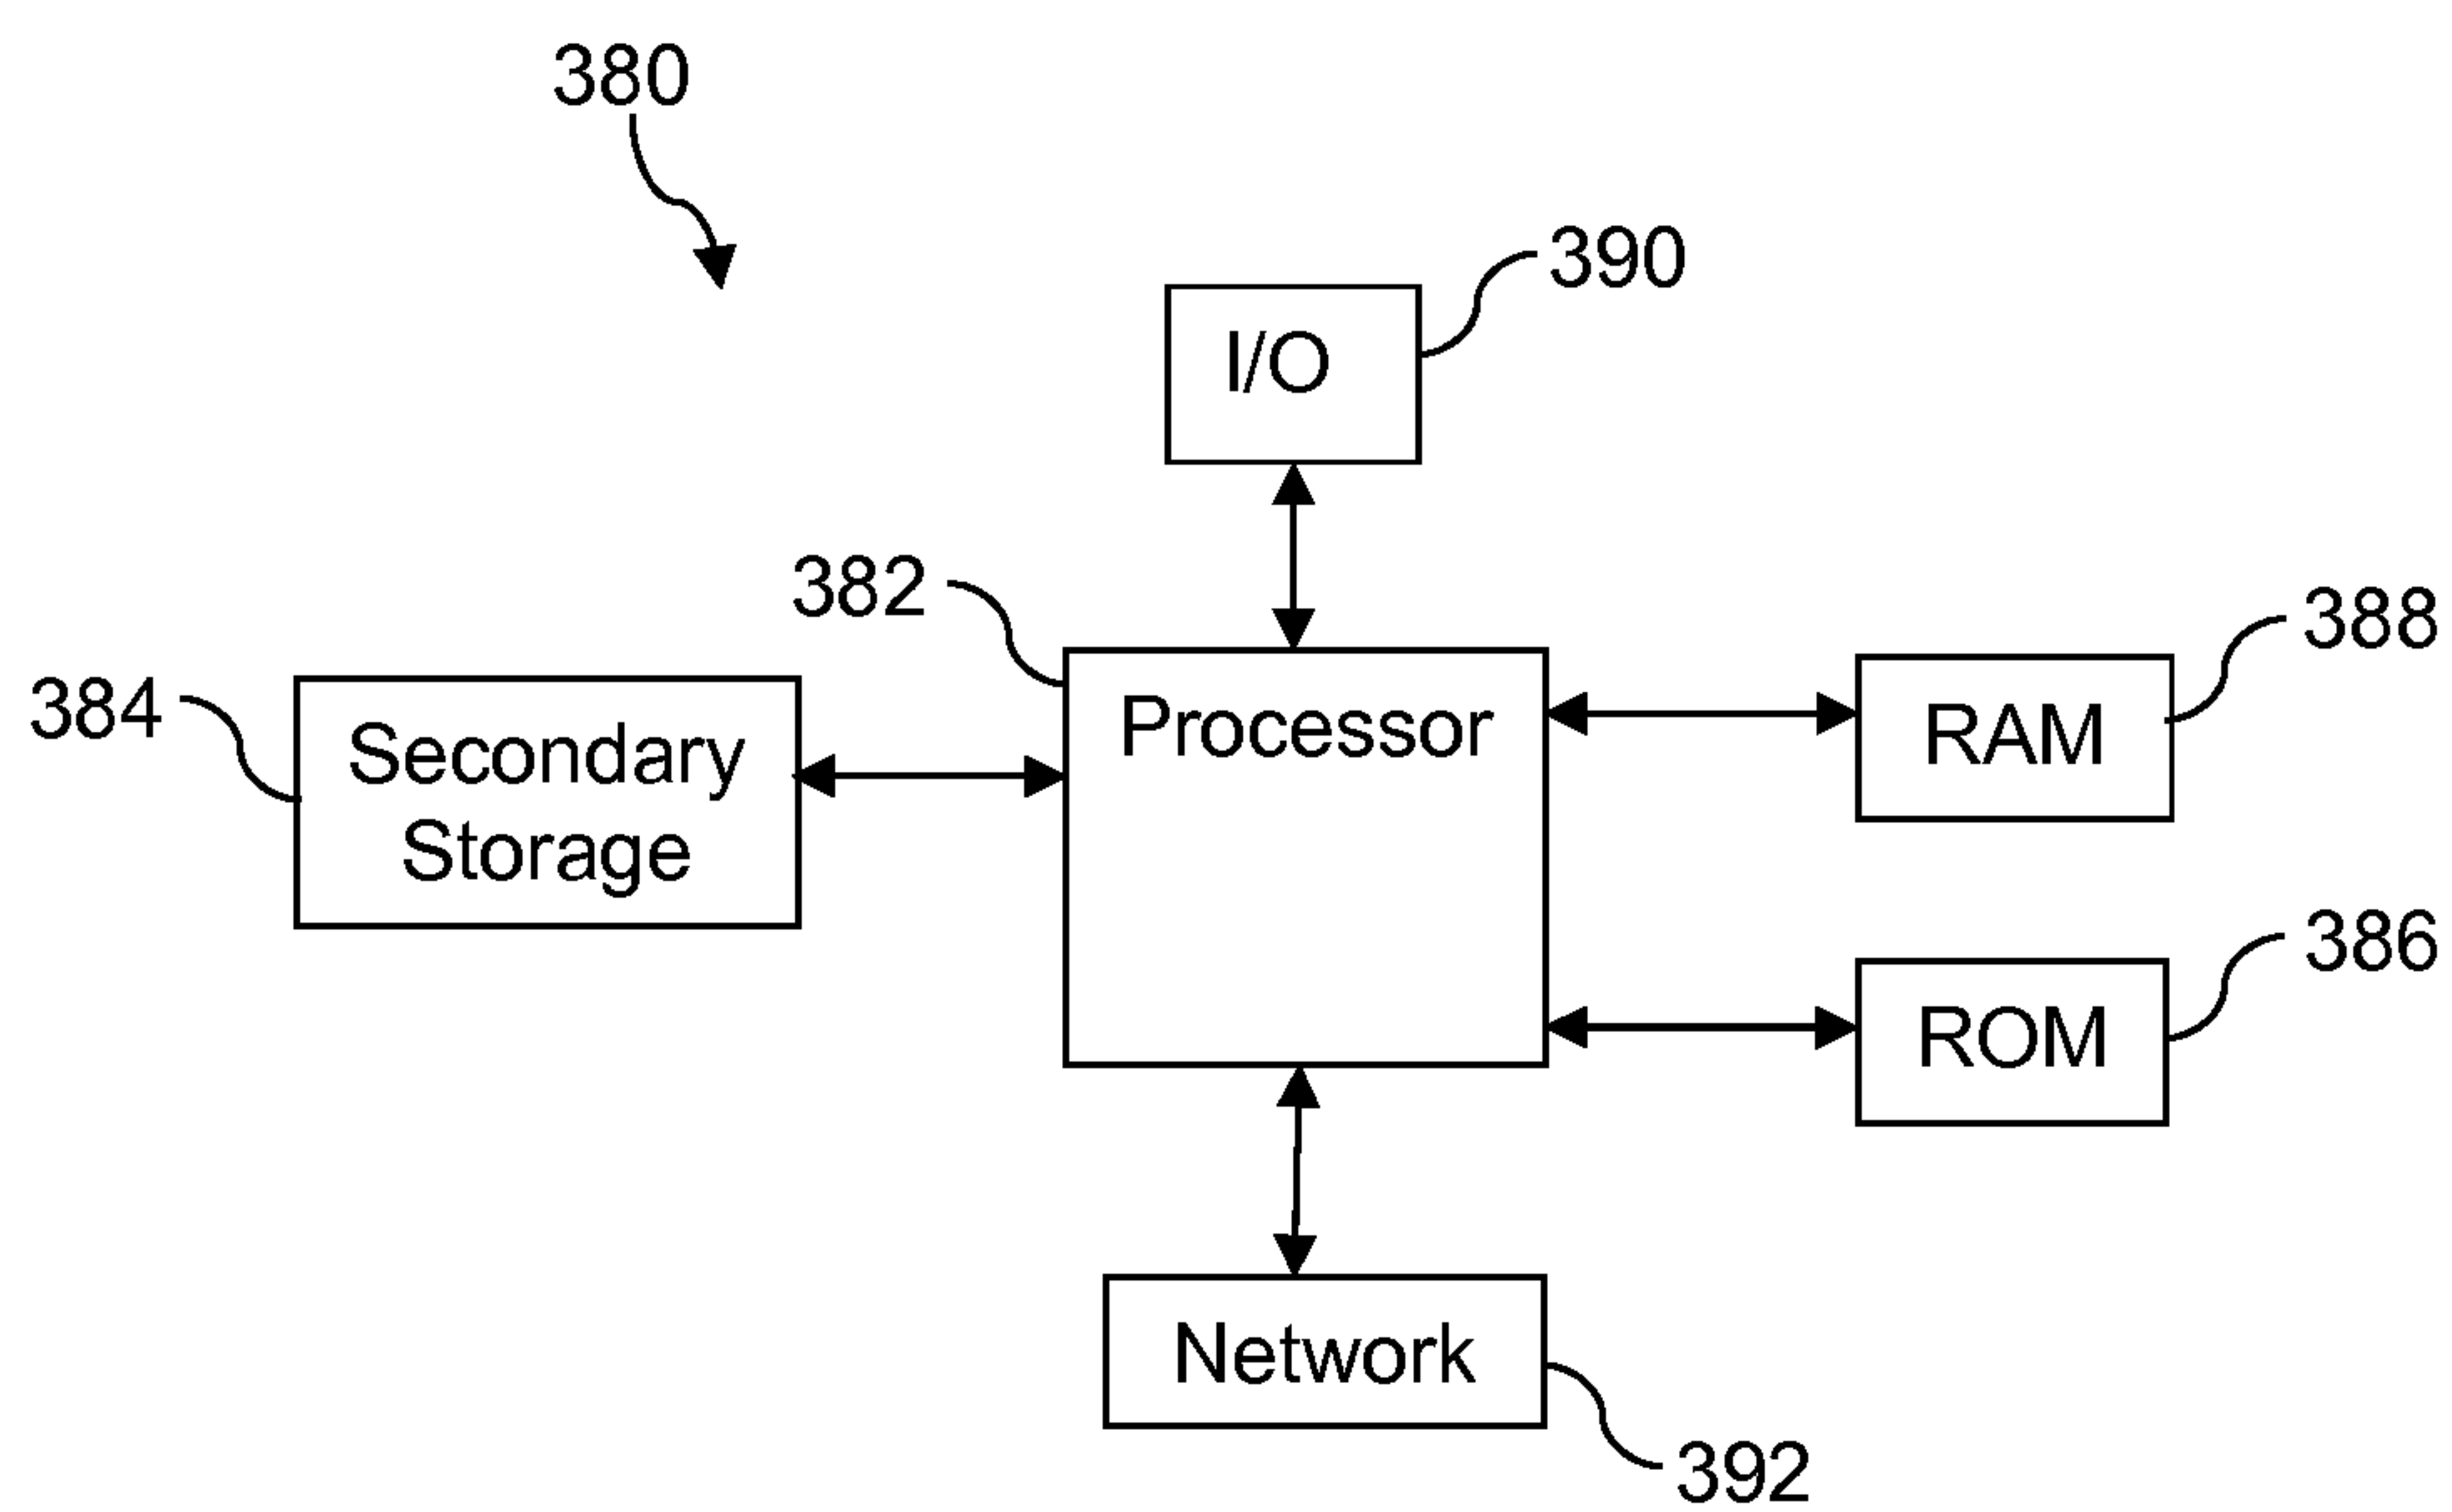 380
390
I/O
382
388
384
Processor
RAM
Secondary
Storage
386
ROM
Network
392